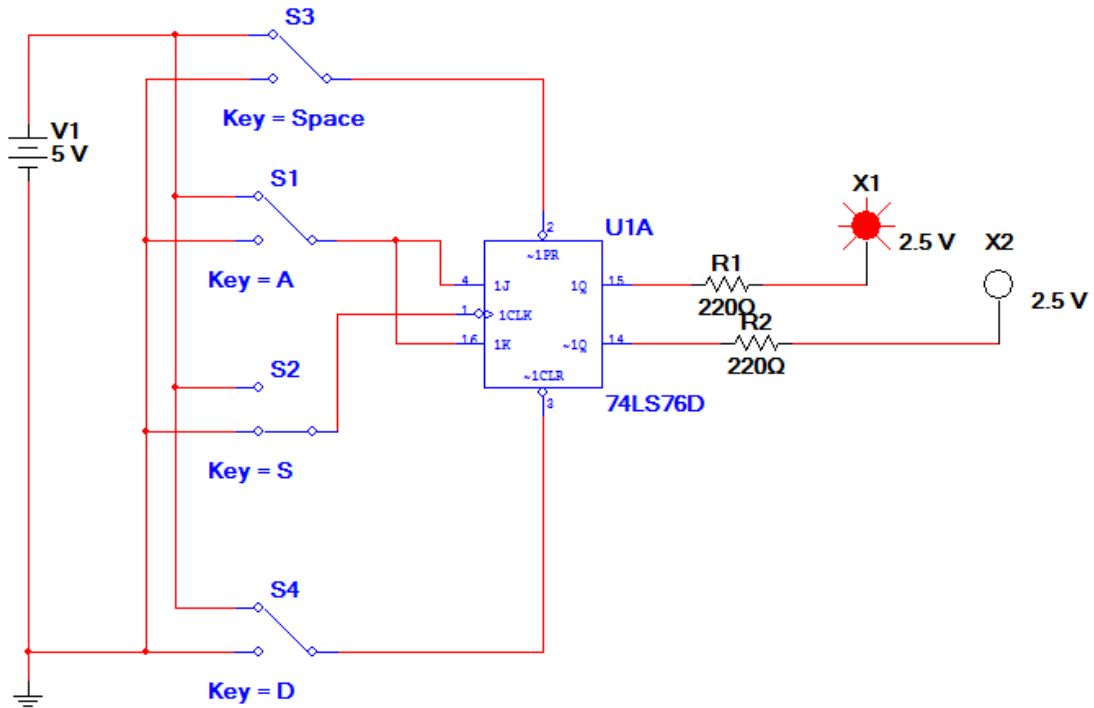 S3
V1
5 V
Key = Space
S1
Key = A
U1A
2
~1PR
4
1J
1Q
15
1
1CLK
16
1K
~1Q
14
~1CLR
3
74LS76D
R1
220Ω
R2
220Ω
X1
2.5 V
X2
2.5 V
S2
Key = S
S4
Key = D